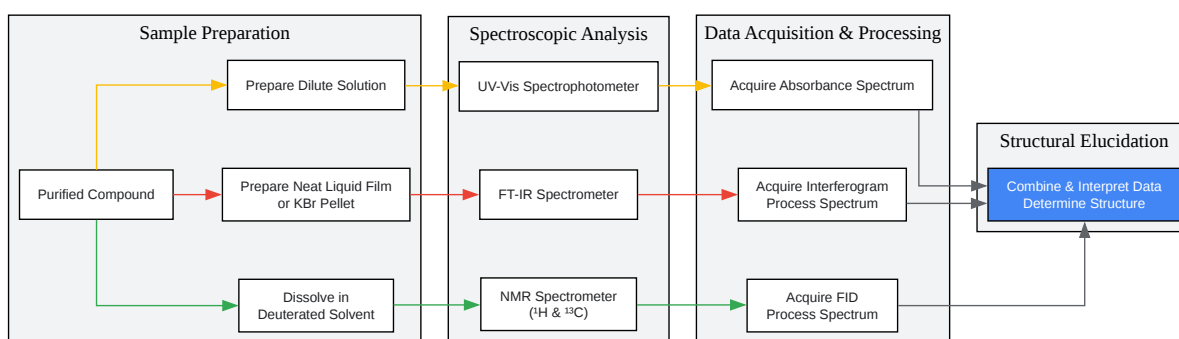 Sample Preparation
Spectroscopic Analysis
Data Acquisition & Processing
Structural Elucidation
Prepare Dilute Solution
UV-Vis Spectrophotometer
Acquire Absorbance Spectrum
Purified Compound
Prepare Neat Liquid Film
or KBr Pellet
FT-IR Spectrometer
Acquire Interferogram
Process Spectrum
Combine & Interpret Data
Determine Structure
Dissolve in
Deuterated Solvent
NMR Spectrometer
(¹H & ¹³C)
Acquire FID
Process Spectrum